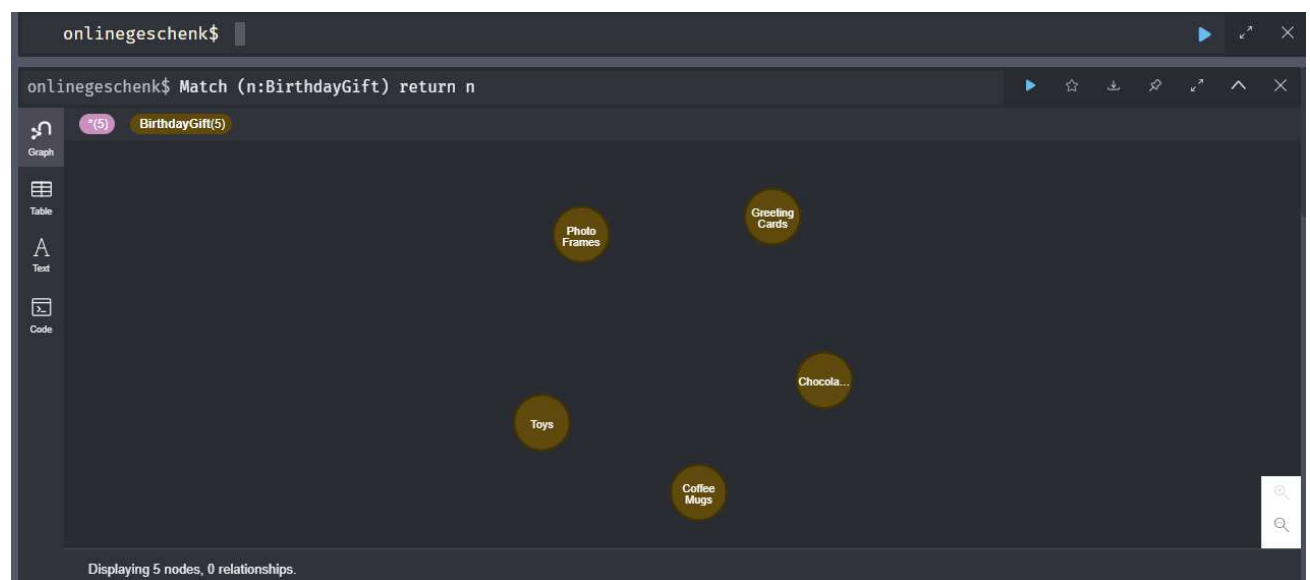 onlinegeschenk$
onlinegeschenk$ Match (n:BirthdayGift) return n
*(5) BirthdayGift(5)
Graph
Table
A
Text
Code
Photo
Frames
Greeting
Cards
Chocola...
Toys
Coffee
Mugs
Displaying 5 nodes, 0 relationships.